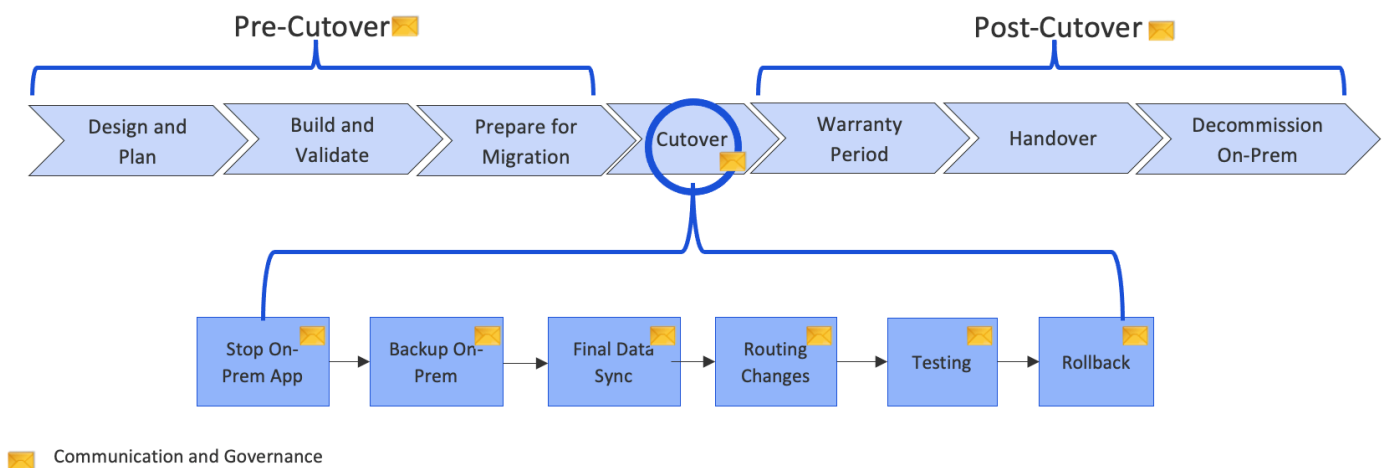 Pre-Cutover
Post-Cutover
Design and
Plan
Build and
Validate
Prepare for
Migration
Cutover
Warranty
Period
Handover
Decommission
On-Prem
Stop On-
Prem App
Backup On-
Prem
Final Data
Sync
Routing
Changes
Testing
Rollback
Communication and Governance